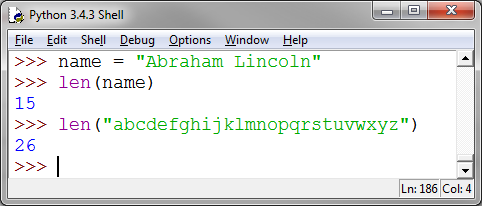 Python 3.4.3 Shell
File Edit Shell Debug Options Window Help
>>> name = "Abraham Lincoln"
>>> len(name)
15
>>> len("abcdefghijklmnopqrstuvwxyz")
26
>>>
Ln: 186 Col: 4